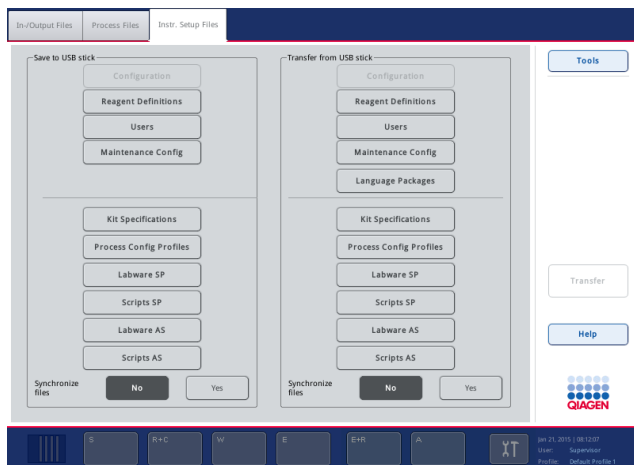 In-/Output Files
Process Files
Instr. Setup Files
Save to USB stick
Configuration
Reagent Definitions
Users
Maintenance Config
Kit Specifications
Process Config Profiles
Labware SP
Scripts SP
Labware AS
Scripts AS
Synchronize
files
No
Yes
Transfer from USB stick
Configuration
Reagent Definitions
Users
Maintenance Config
Language Packages
Kit Specifications
Process Config Profiles
Labware SP
Scripts SP
Labware AS
Scripts AS
Synchronize
files
No
Yes
Tools
Transfer
Help
QIAGEN
S
R+C
W
E
E+R
A
Jan 21, 2015 | 08:12:07
User: Supervisor
Profile: Default Profile 1